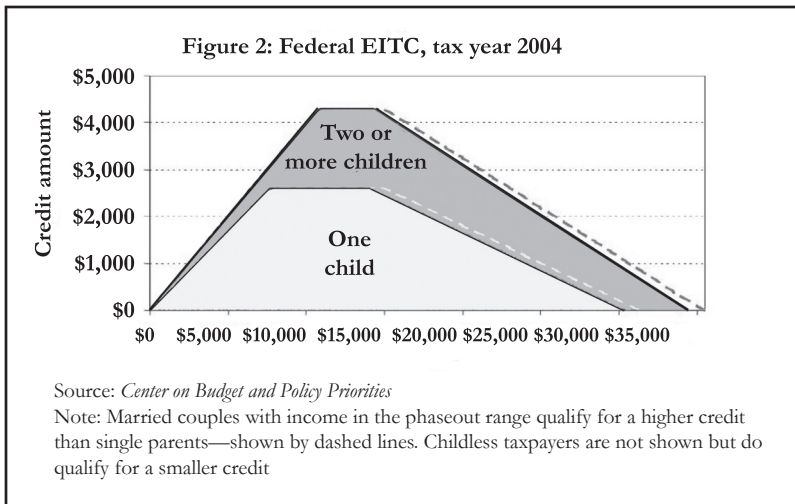 Figure 2: Federal EITC, tax year 2004
Credit amount
$5,000
$4,000
$3,000
$2,000
$1,000
$0
Two or
more children
One
child
$0 $5,000 $10,000 $15,000 $20,000 $25,000 $30,000 $35,000
Source: Center on Budget and Policy Priorities
Note: Married couples with income in the phaseout range qualify for a higher credit
than single parents—shown by dashed lines. Childless taxpayers are not shown but do
qualify for a smaller credit